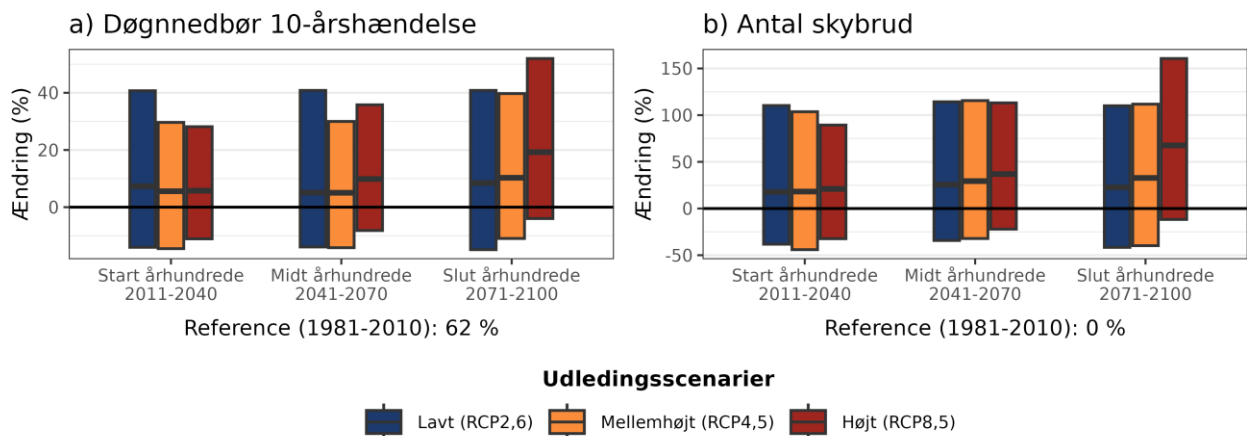 a) Døgnnedbør 10-årshændelse
Ændring (%)
40
20
0
Start århundrede
2011-2040
Midt århundrede
2041-2070
Slut århundrede
2071-2100
Reference (1981-2010): 62 %
b) Antal skybrud
Ændring (%)
150
100
50
0
-50
Start århundrede
2011-2040
Midt århundrede
2041-2070
Slut århundrede
2071-2100
Reference (1981-2010): 0 %
Udledingsscenarier
Lavt (RCP2,6)
Mellemhøjt (RCP4,5)
Højt (RCP8,5)